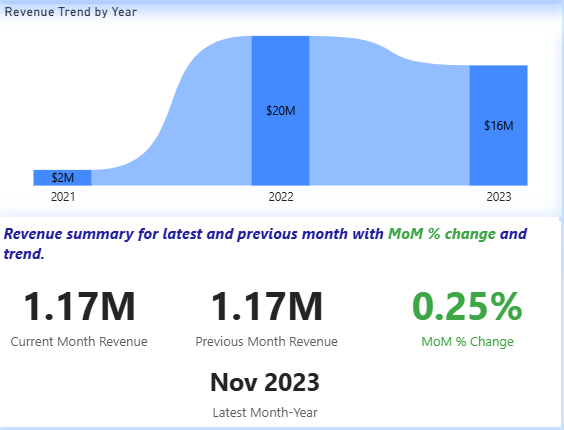 Revenue Trend by Year
$20M
$16M
$2M
2021 2022 2023
Revenue summary for latest and previous month with MoM % change and
trend.
1.17M 1.17M 0.25%
Current Month Revenue Previous Month Revenue MoM % Change
Nov 2023
Latest Month-Year